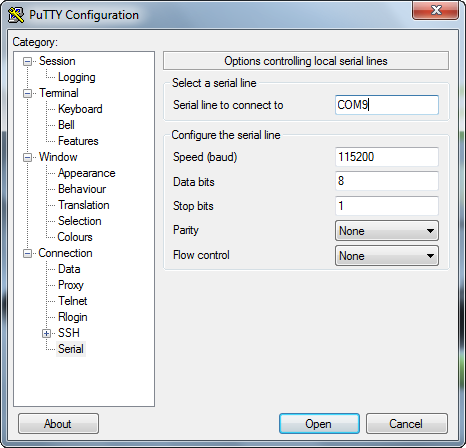 PuTTY Configuration
Category:
Session
Logging
Terminal
Keyboard
Bell
Features
Window
Appearance
Behaviour
Translation
Selection
Colours
Connection
Data
Proxy
Telnet
Rlogin
SSH
Serial
Options controlling local serial lines
Select a serial line
Serial line to connect to COM9
Configure the serial line
Speed (baud) 115200
Data bits 8
Stop bits 1
Parity None
Flow control None
About Open Cancel